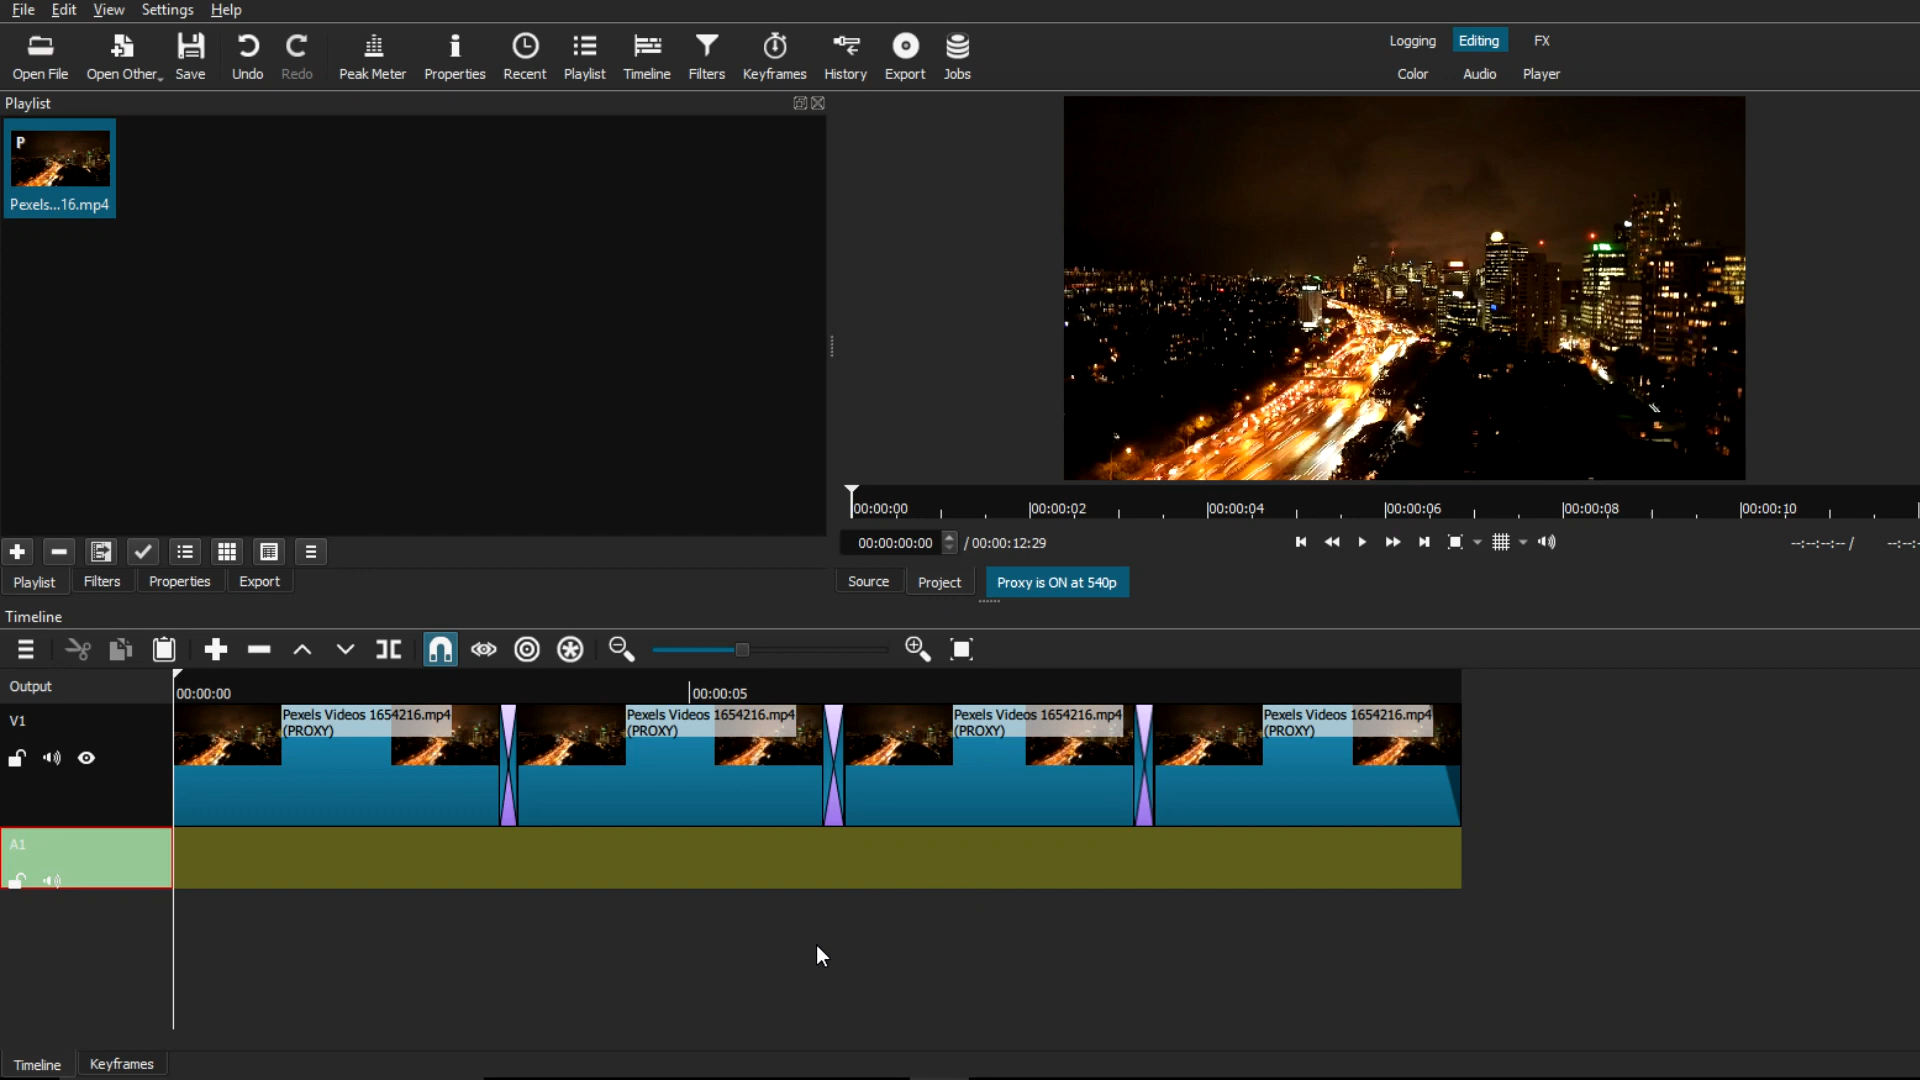 File Edit View Settings Help
Open File Open Other Save Undo Redo Peak Meter Properties Recent Playlist Timeline Filters Keyframes History Export Jobs
Logging Editing FX
Color Audio Player
Playlist
P
Pexels...16.mp4
00:00:00 00:00:02 00:00:04 00:00:06 00:00:08 00:00:10
00:00:00:00 / 00:00:12:29
--:--:--:-- / --:--:-
Playlist Filters Properties Export
Source Project Proxy is ON at 540p
Timeline
Output
00:00:00 00:00:05
V1
Pexels Videos 1654216.mp4
(PROXY)
Pexels Videos 1654216.mp4
(PROXY)
Pexels Videos 1654216.mp4
(PROXY)
Pexels Videos 1654216.mp4
(PROXY)
A1
Timeline Keyframes